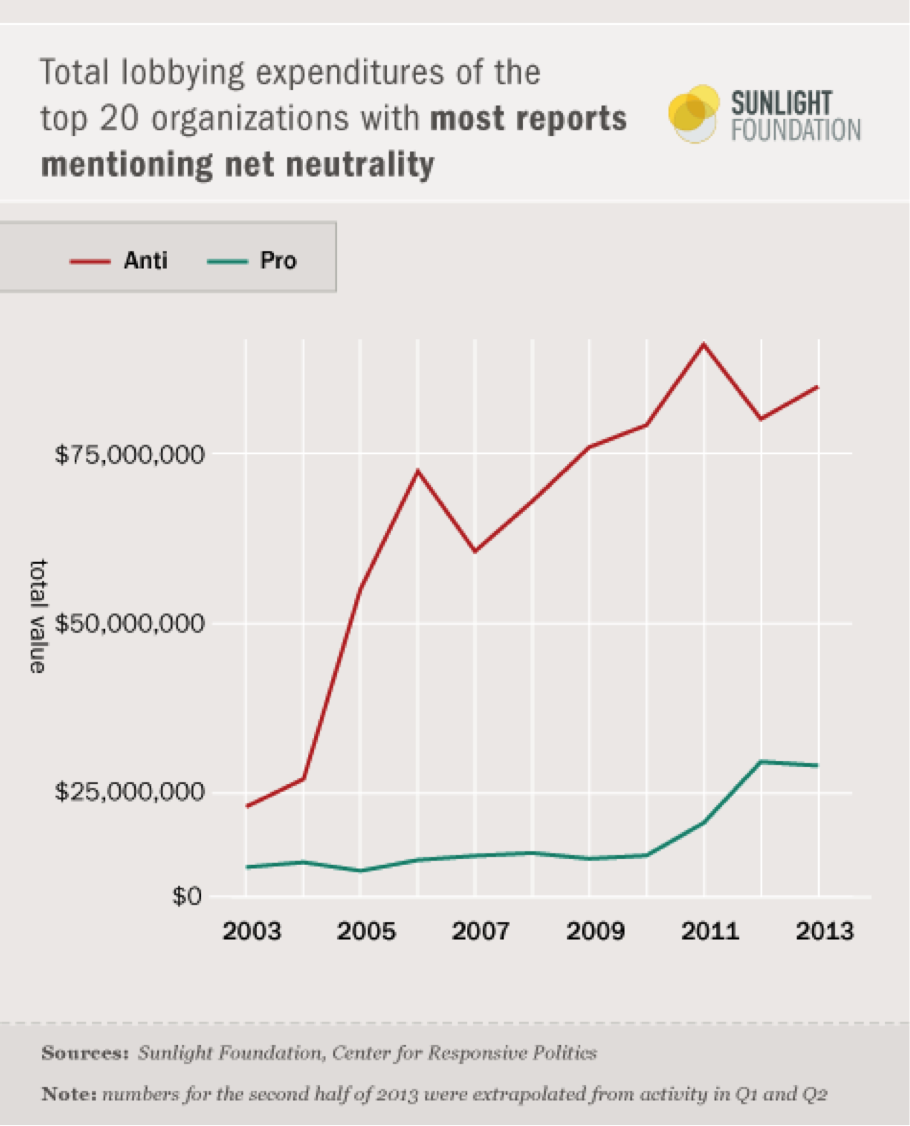 Total lobbying expenditures of the
top 20 organizations with most reports
mentioning net neutrality
SUNLIGHT
FOUNDATION
Anti Pro
$75,000,000
$50,000,000
$25,000,000
$0
total value
2003 2005 2007 2009 2011 2013
Sources: Sunlight Foundation, Center for Responsive Politics
Note: numbers for the second half of 2013 were extrapolated from activity in Q1 and Q2